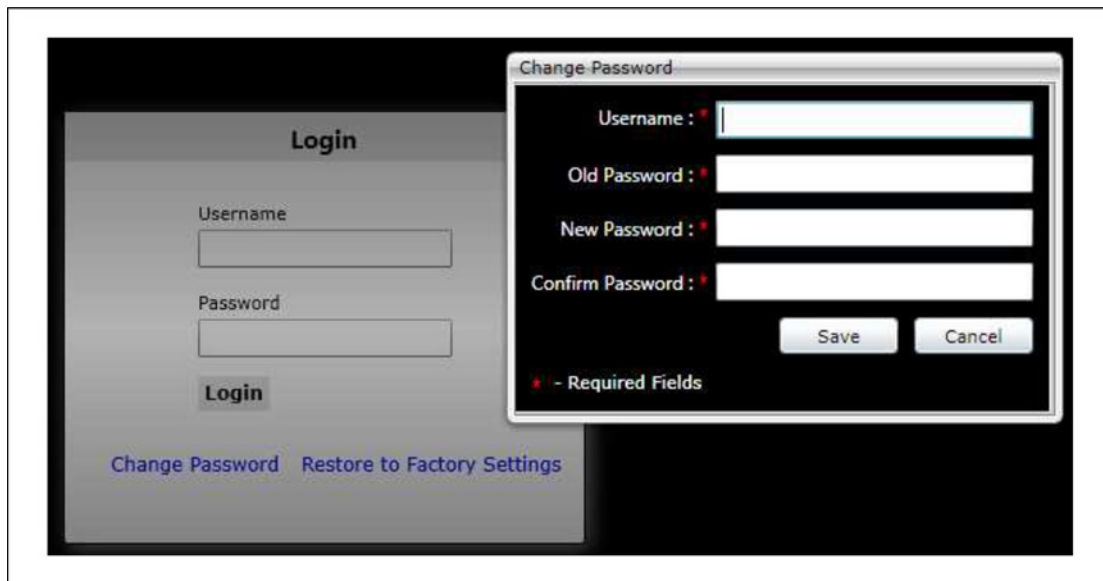 Login
Username
Password
Login
Change Password Restore to Factory Settings
Change Password
Username : *
Old Password : *
New Password : *
Confirm Password : *
Save Cancel
* - Required Fields